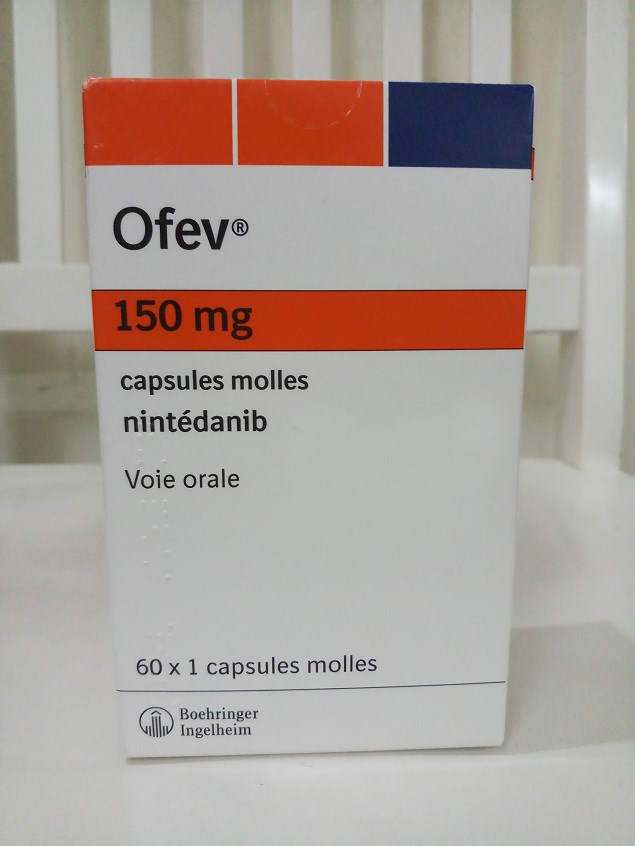 Ofev®
150 mg
capsules molles
nintédanib
Voie orale
60 x 1 capsules molles
Boehringer
Ingelheim